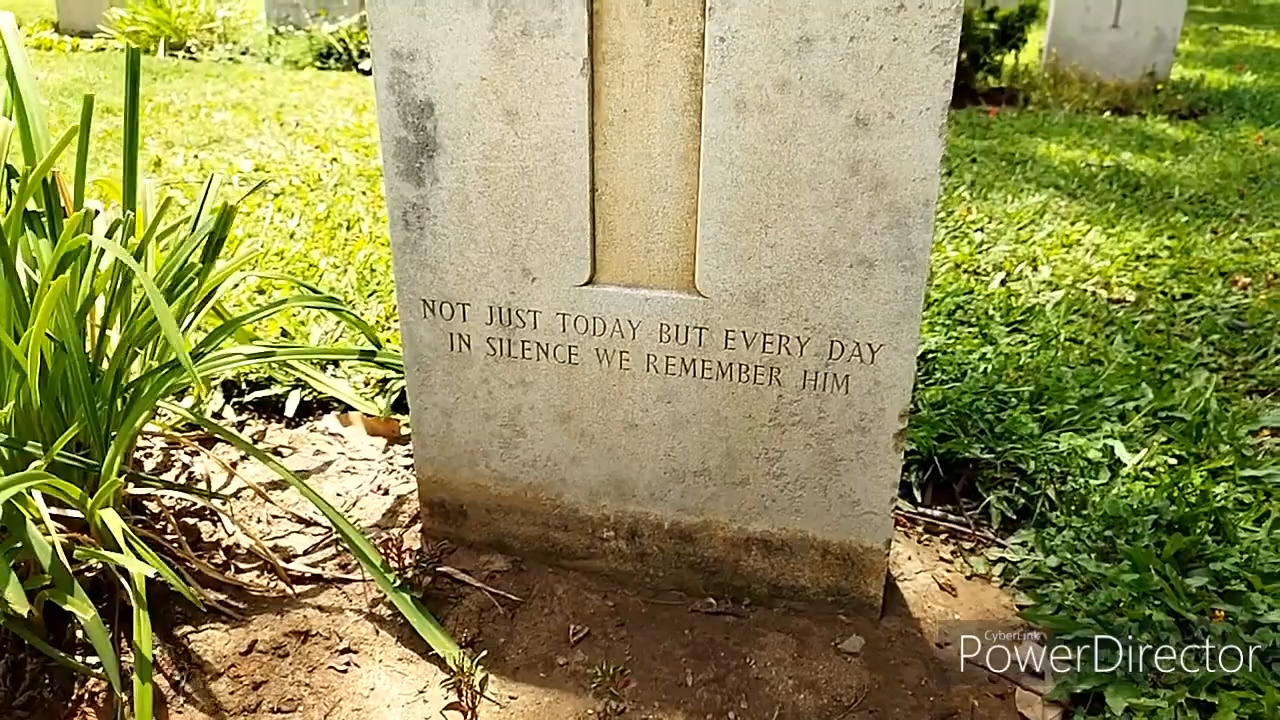 NOT JUST TODAY BUT EVERY DAY
IN SILENCE WE REMEMBER HIM
CyberLink
PowerDirector